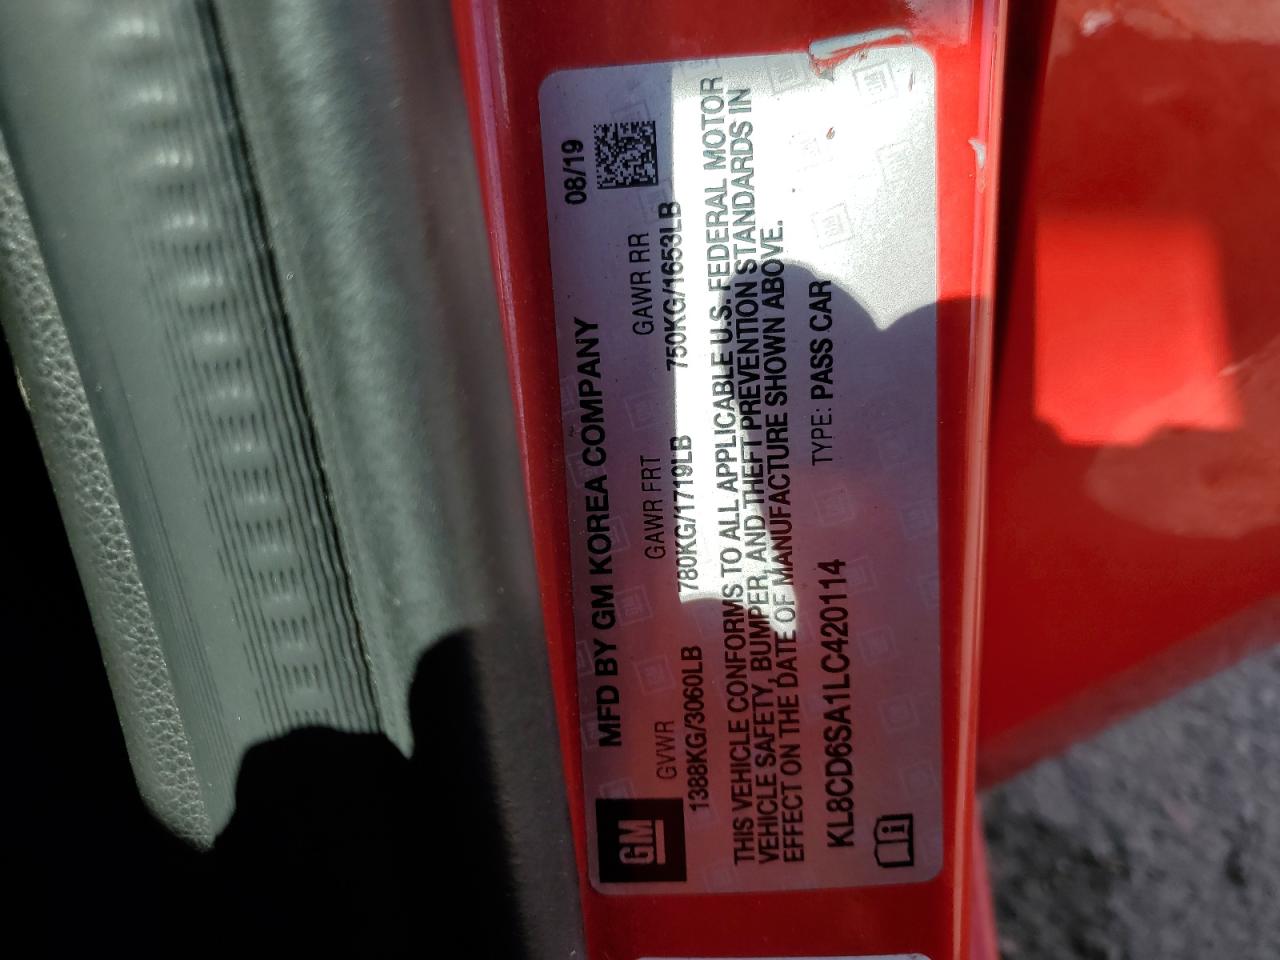 MFD BY GM KOREA COMPANY 08/19
GM
GVWR GAWR FRT GAWR RR
1388KG/3060LB 780KG/1719LB 750KG/1653LB
THIS VEHICLE CONFORMS TO ALL APPLICABLE U.S. FEDERAL MOTOR
VEHICLE SAFETY, BUMPER, AND THEFT PREVENTION STANDARDS IN
EFFECT ON THE DATE OF MANUFACTURE SHOWN ABOVE.
KL8CD6SA1LC420114 TYPE: PASS CAR